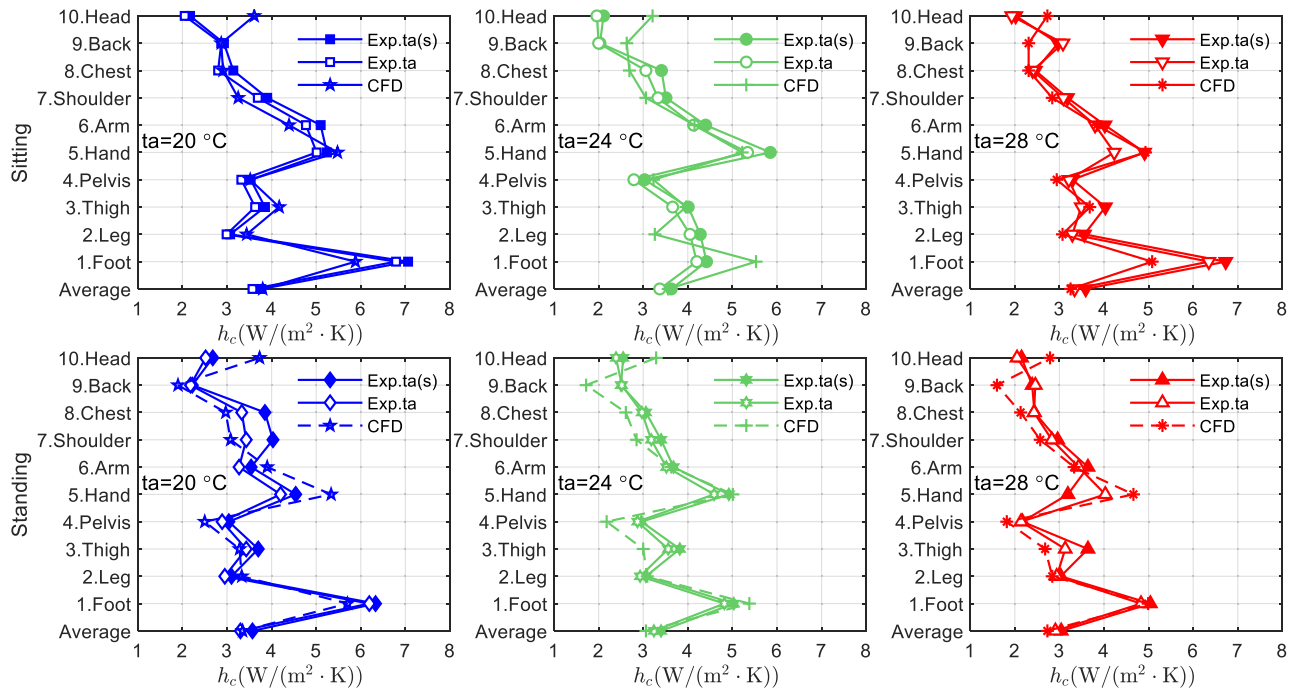 Sitting
10.Head
9.Back
8.Chest
7.Shoulder
6.Arm
5.Hand
4.Pelvis
3.Thigh
2.Leg
1.Foot
Average
Exp.ta(s)
Exp.ta
CFD
ta=20 °C
1 2 3 4 5 6 7 8
h_c(W/(m² · K))
10.Head
9.Back
8.Chest
7.Shoulder
6.Arm
5.Hand
4.Pelvis
3.Thigh
2.Leg
1.Foot
Average
Exp.ta(s)
Exp.ta
CFD
ta=24 °C
1 2 3 4 5 6 7 8
h_c(W/(m² · K))
10.Head
9.Back
8.Chest
7.Shoulder
6.Arm
5.Hand
4.Pelvis
3.Thigh
2.Leg
1.Foot
Average
Exp.ta(s)
Exp.ta
CFD
ta=28 °C
1 2 3 4 5 6 7 8
h_c(W/(m² · K))
Standing
10.Head
9.Back
8.Chest
7.Shoulder
6.Arm
5.Hand
4.Pelvis
3.Thigh
2.Leg
1.Foot
Average
Exp.ta(s)
Exp.ta
CFD
ta=20 °C
1 2 3 4 5 6 7 8
h_c(W/(m² · K))
10.Head
9.Back
8.Chest
7.Shoulder
6.Arm
5.Hand
4.Pelvis
3.Thigh
2.Leg
1.Foot
Average
Exp.ta(s)
Exp.ta
CFD
ta=24 °C
1 2 3 4 5 6 7 8
h_c(W/(m² · K))
10.Head
9.Back
8.Chest
7.Shoulder
6.Arm
5.Hand
4.Pelvis
3.Thigh
2.Leg
1.Foot
Average
Exp.ta(s)
Exp.ta
CFD
ta=28 °C
1 2 3 4 5 6 7 8
h_c(W/(m² · K))